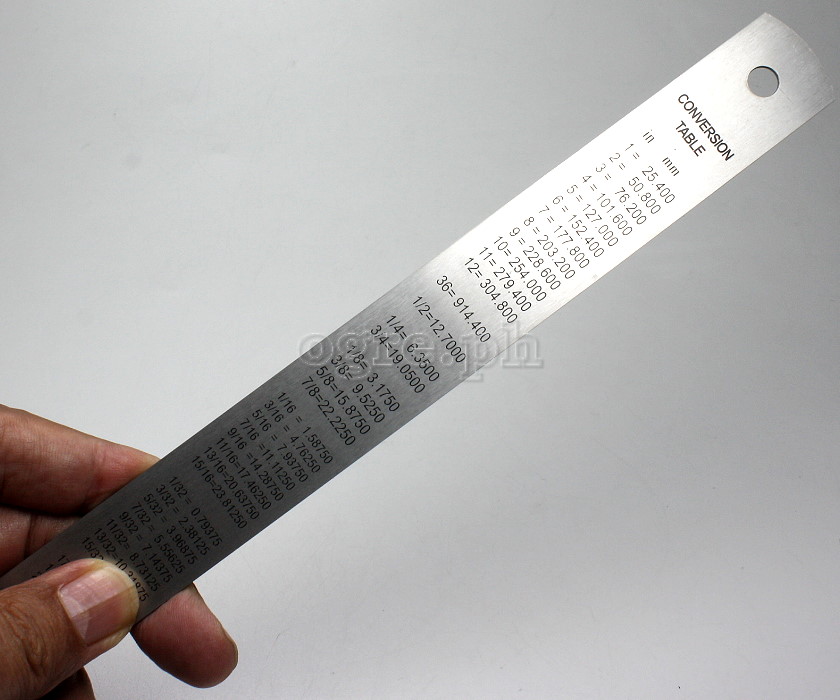 CONVERSION
TABLE
in mm
1 = 25.400
2 = 50.800
3 = 76.200
4 = 101.600
5 = 127.000
6 = 152.400
7 = 177.800
8 = 203.200
9 = 228.600
10= 254.000
11= 279.400
12= 304.800
36= 914.400
1/2=12.7000
1/4= 6.3500
3/4=19.0500
1/8= 3.1750
3/8= 9.5250
5/8=15.8750
7/8=22.2250
1/16 = 1.58750
3/16 = 4.76250
5/16 = 7.93750
7/16 =11.11250
9/16 =14.28750
11/16=17.46250
13/16=20.63750
15/16=23.81250
1/32 = 0.79375
3/32 = 2.38125
5/32 = 3.96875
7/32 = 5.55625
9/32 = 7.14375
11/32= 8.73125
13/32=10.31875
ogre.ph